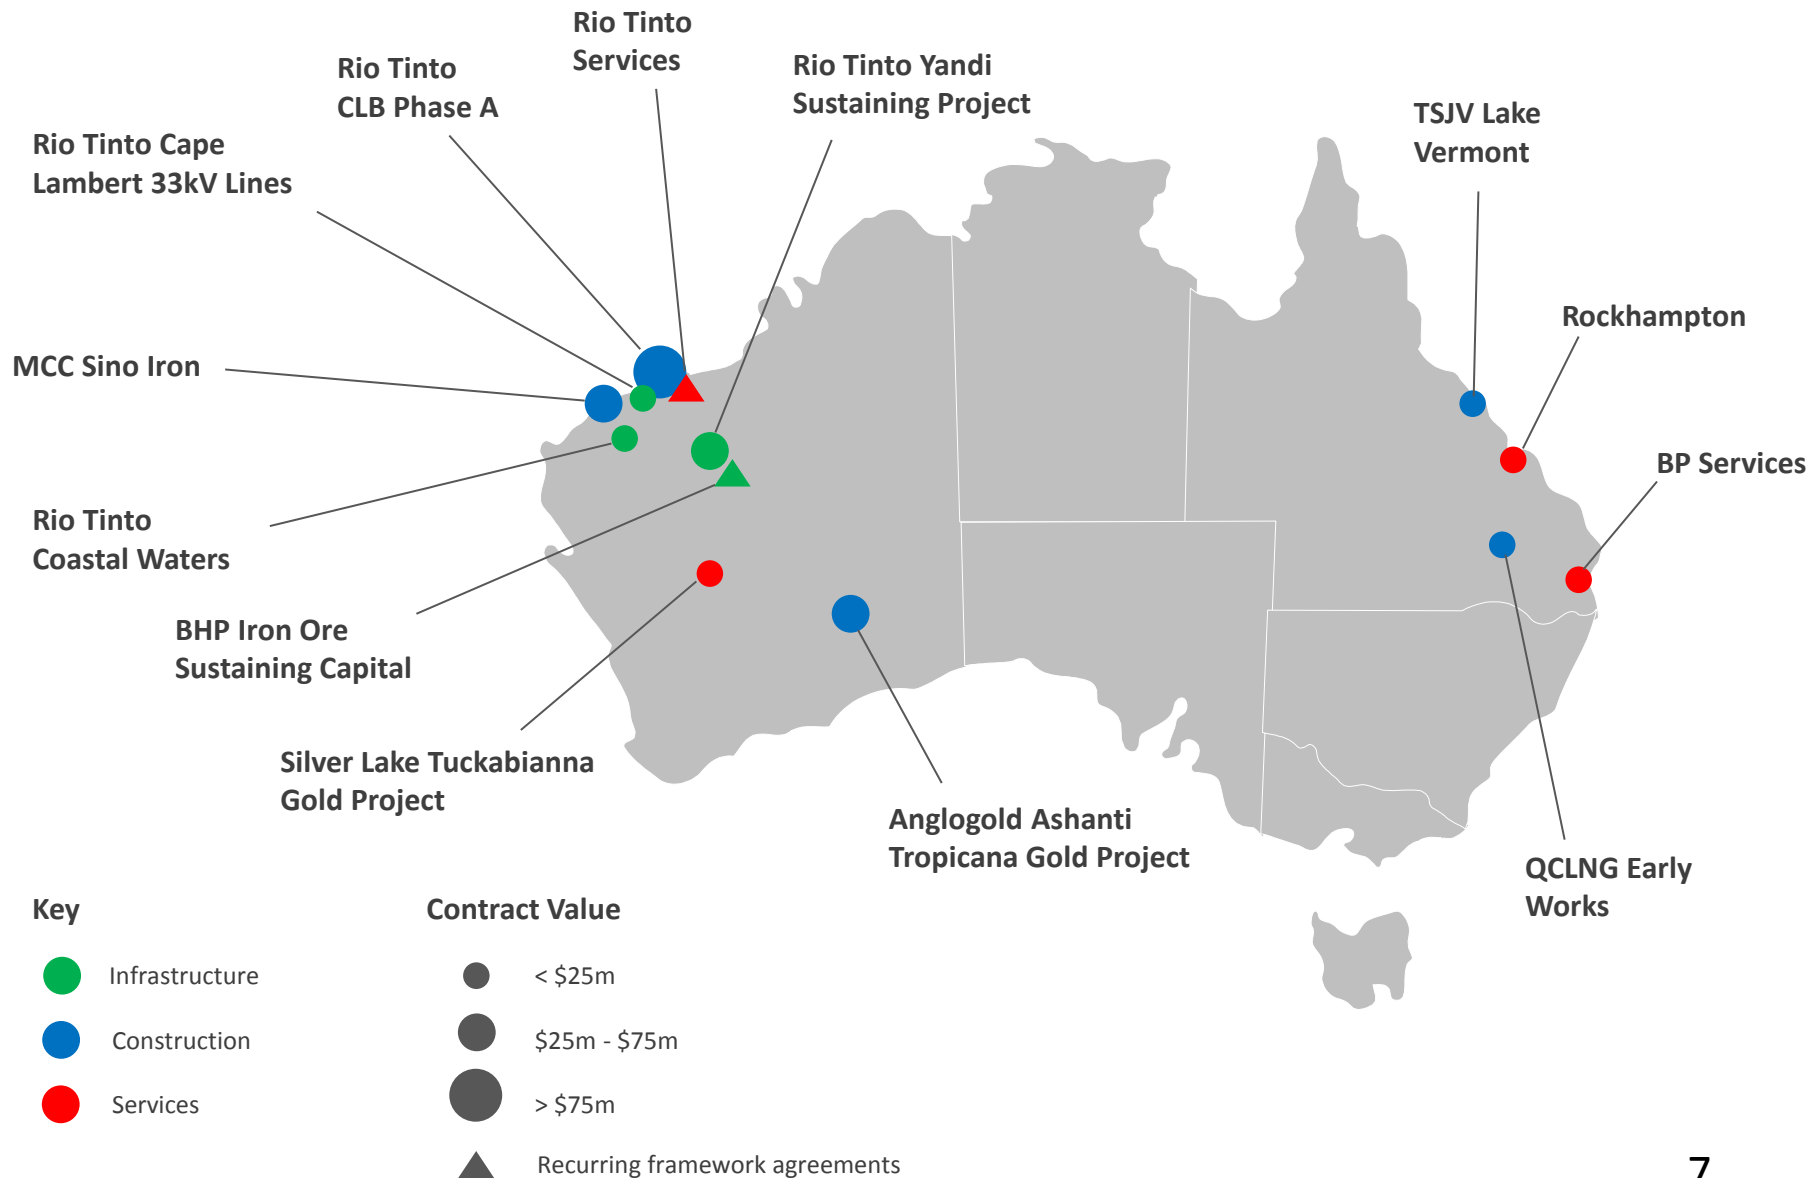 Rio Tinto
Services
Rio Tinto
CLB Phase A
Rio Tinto Yandi
Sustaining Project
TSJV Lake
Vermont
Rio Tinto Cape
Lambert 33kV Lines
Rockhampton
MCC Sino Iron
BP Services
Rio Tinto
Coastal Waters
BHP Iron Ore
Sustaining Capital
Silver Lake Tuckabianna
Gold Project
Anglogold Ashanti
Tropicana Gold Project
QCLNG Early
Works
Key
Infrastructure
Construction
Services
Contract Value
< $25m
$25m - $75m
> $75m
Recurring framework agreements
7